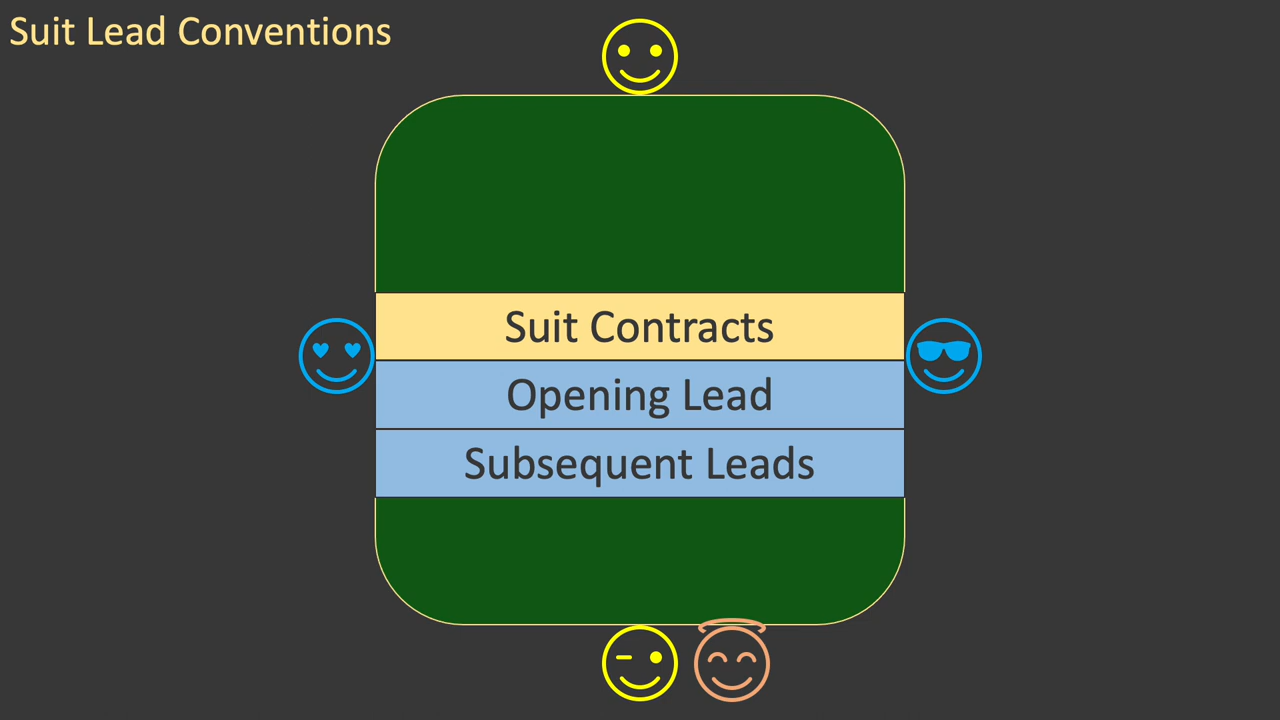 Suit Lead Conventions
Suit Contracts
Opening Lead
Subsequent Leads